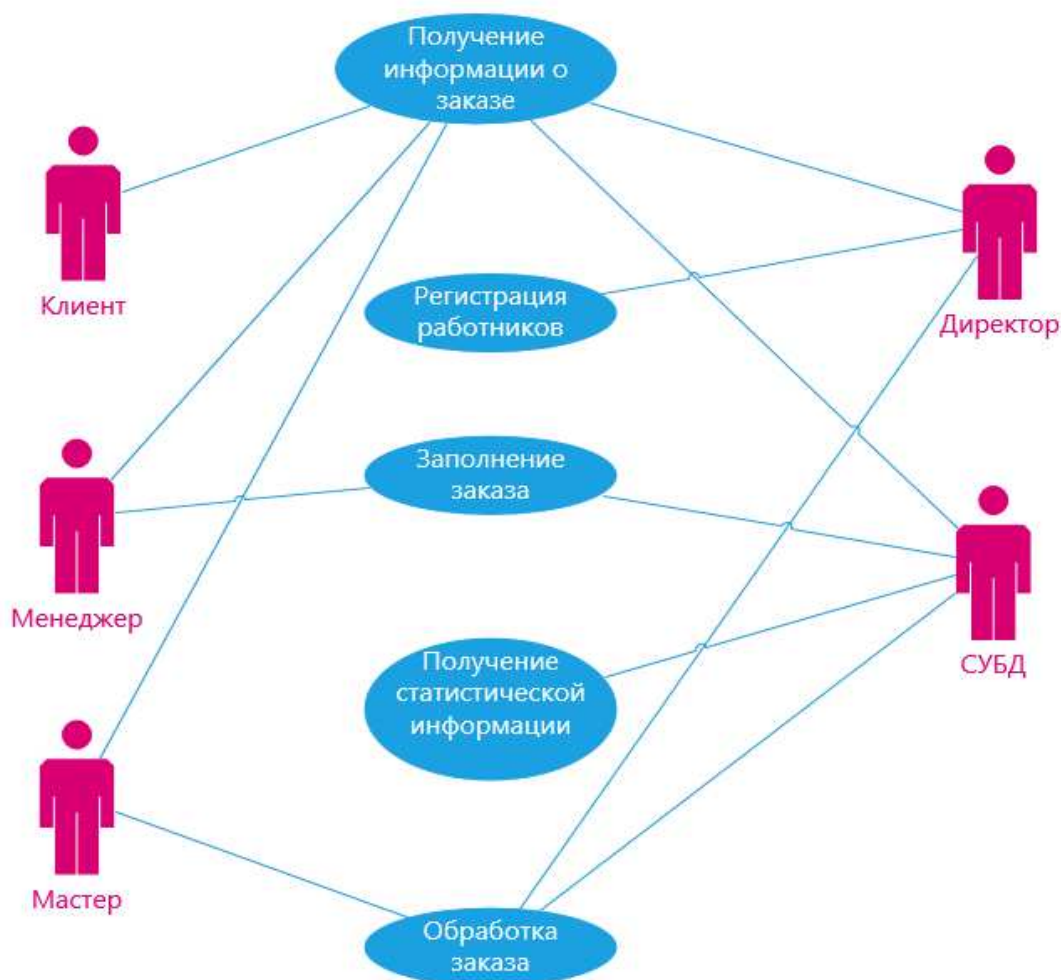 Получение
информации о
заказе
Клиент
Регистрация
работников
Директор
Заполнение
заказа
Менеджер
Получение
статистической
информации
СУБД
Мастер
Обработка
заказа